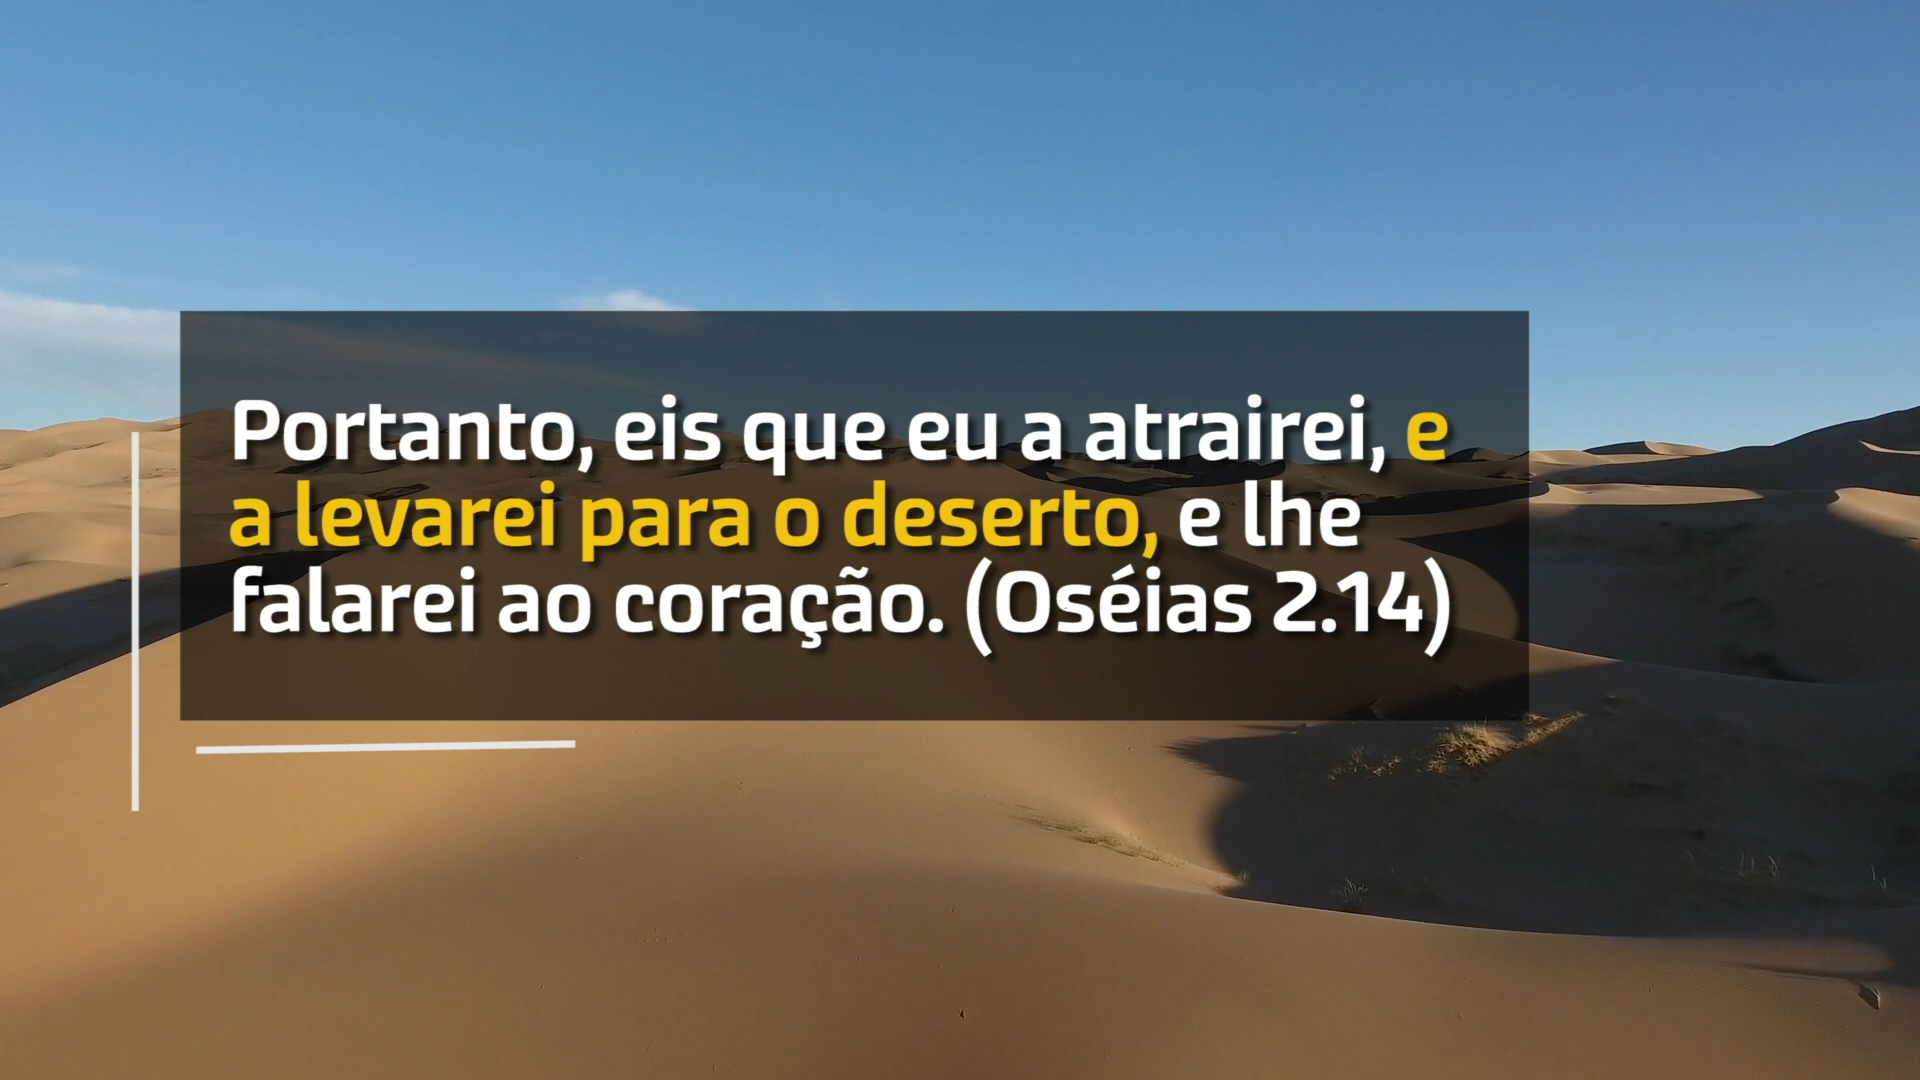 Portanto, eis que eu a atrairei, e
a levarei para o deserto, e lhe
falarei ao coração. (Oséias 2.14)